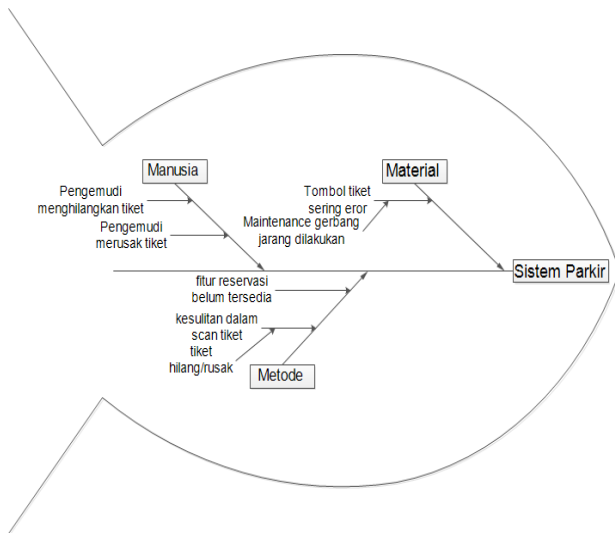 Manusia
Material
Pengemudi
menghilangkan tiket
Tombol tiket
sering eror
Pengemudi
merusak tiket
Maintenance gerbang
jarang dilakukan
Sistem Parkir
fitur reservasi
belum tersedia
kesulitan dalam
scan tiket
tiket
hilang/rusak
Metode